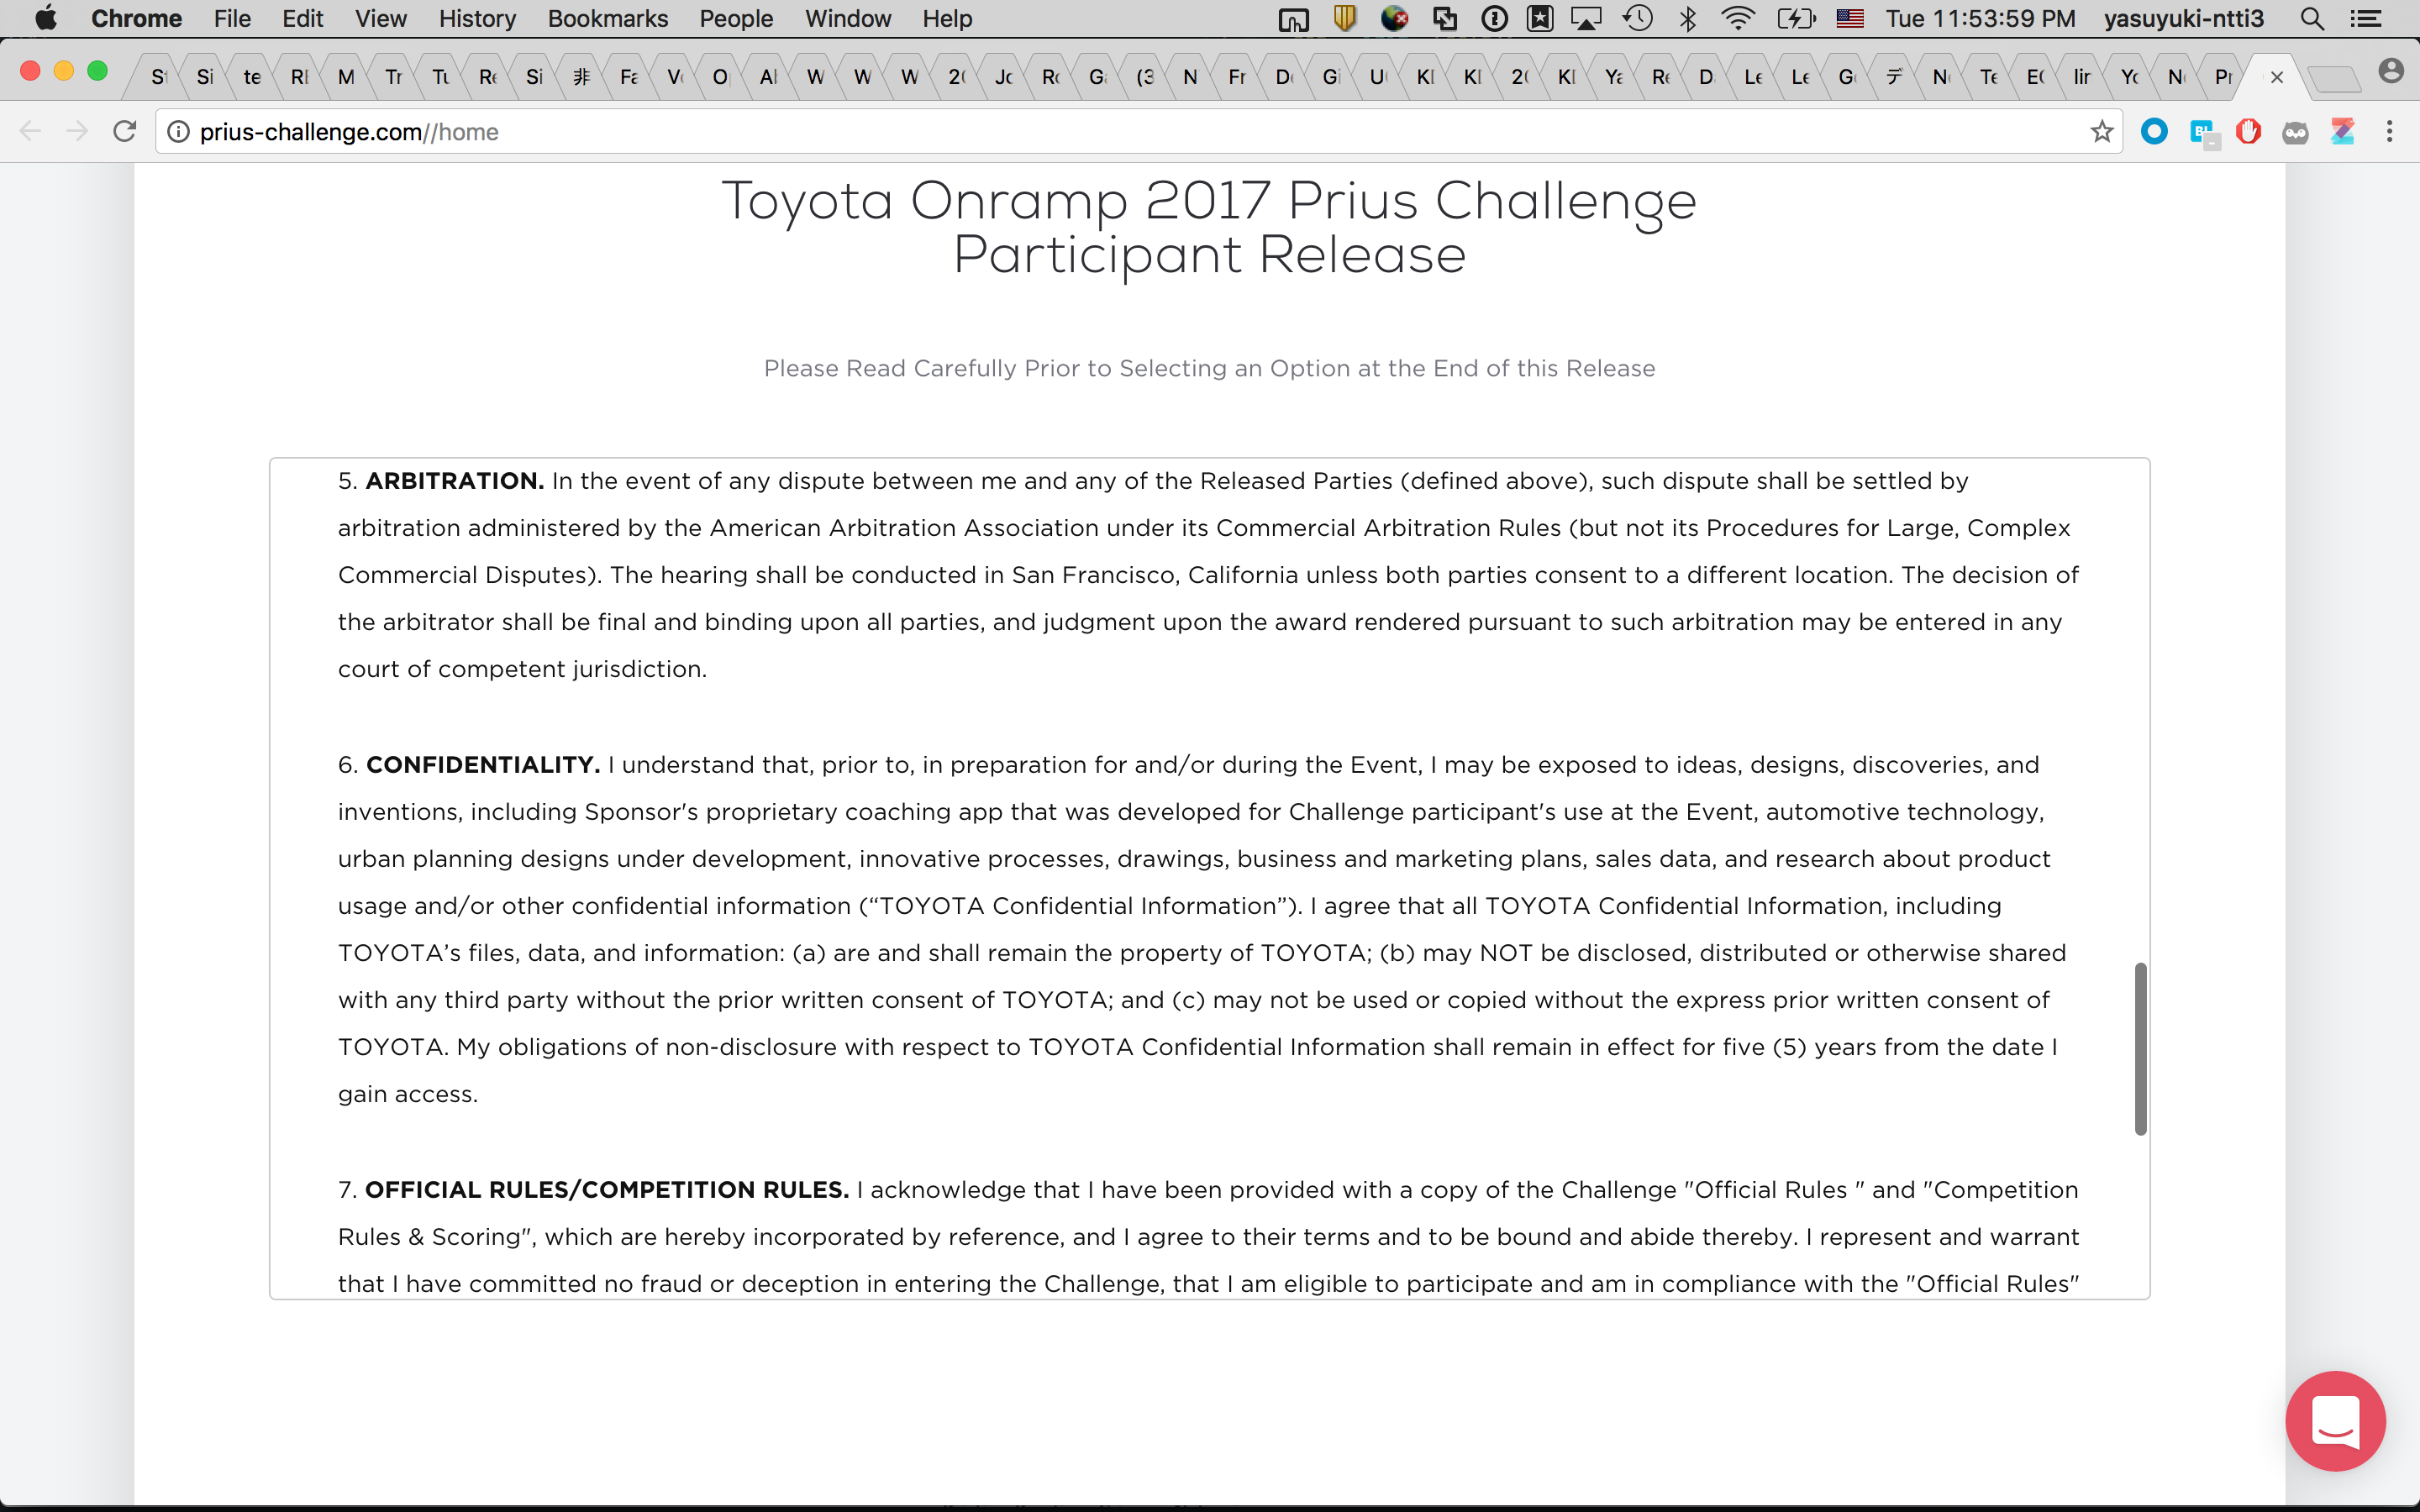 Chrome File Edit View History Bookmarks People Window Help Tue 11:53:59 PM yasuyuki-ntti3
St Si te RE M Tr Tu Re Si 非 Fa V O Al W W W 20 Jo Ro G (3 N Fr D Gi U KI KI 20 KI Ya Re D Le Le G デ N Te E( lir Yo N Pr
prius-challenge.com//home
Toyota Onramp 2017 Prius Challenge
Participant Release
Please Read Carefully Prior to Selecting an Option at the End of this Release
5. ARBITRATION. In the event of any dispute between me and any of the Released Parties (defined above), such dispute shall be settled by
arbitration administered by the American Arbitration Association under its Commercial Arbitration Rules (but not its Procedures for Large, Complex
Commercial Disputes). The hearing shall be conducted in San Francisco, California unless both parties consent to a different location. The decision of
the arbitrator shall be final and binding upon all parties, and judgment upon the award rendered pursuant to such arbitration may be entered in any
court of competent jurisdiction.
6. CONFIDENTIALITY. I understand that, prior to, in preparation for and/or during the Event, I may be exposed to ideas, designs, discoveries, and
inventions, including Sponsor's proprietary coaching app that was developed for Challenge participant's use at the Event, automotive technology,
urban planning designs under development, innovative processes, drawings, business and marketing plans, sales data, and research about product
usage and/or other confidential information (“TOYOTA Confidential Information”). I agree that all TOYOTA Confidential Information, including
TOYOTA’s files, data, and information: (a) are and shall remain the property of TOYOTA; (b) may NOT be disclosed, distributed or otherwise shared
with any third party without the prior written consent of TOYOTA; and (c) may not be used or copied without the express prior written consent of
TOYOTA. My obligations of non-disclosure with respect to TOYOTA Confidential Information shall remain in effect for five (5) years from the date I
gain access.
7. OFFICIAL RULES/COMPETITION RULES. I acknowledge that I have been provided with a copy of the Challenge "Official Rules " and "Competition
Rules & Scoring", which are hereby incorporated by reference, and I agree to their terms and to be bound and abide thereby. I represent and warrant
that I have committed no fraud or deception in entering the Challenge, that I am eligible to participate and am in compliance with the "Official Rules"